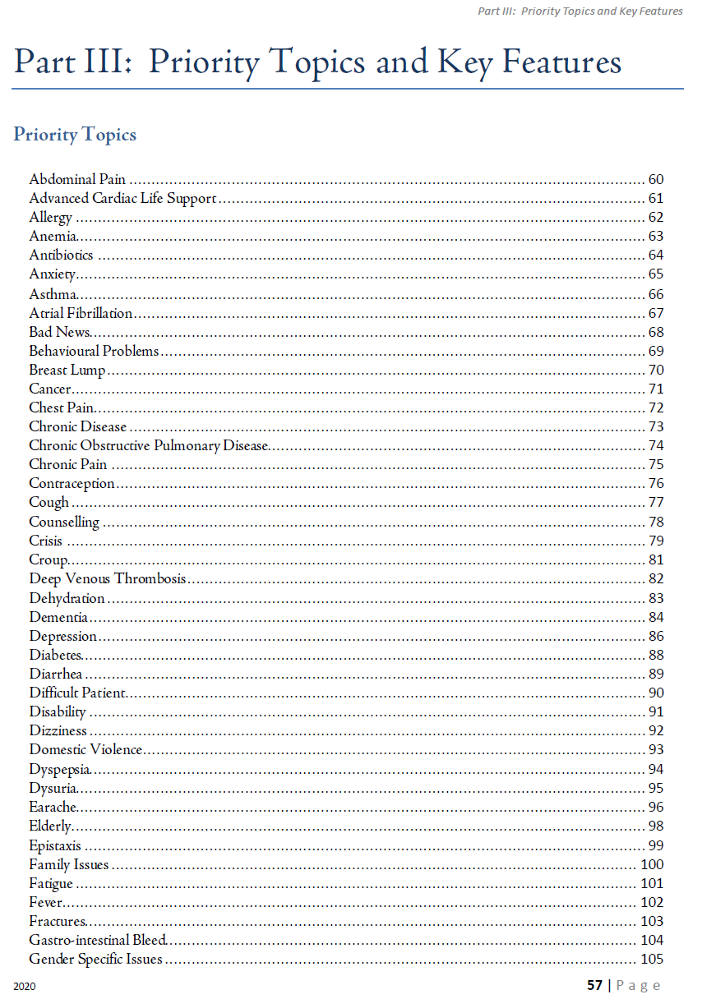 Part III: Priority Topics and Key Features
Part III: Priority Topics and Key Features
Priority Topics
Abdominal Pain ........................................................................ 60
Advanced Cardiac Life Support ........................................................................ 61
Allergy ........................................................................ 62
Anemia........................................................................ 63
Antibiotics ........................................................................ 64
Anxiety........................................................................ 65
Asthma........................................................................ 66
Atrial Fibrillation........................................................................ 67
Bad News........................................................................ 68
Behavioural Problems ........................................................................ 69
Breast Lump ........................................................................ 70
Cancer........................................................................ 71
Chest Pain........................................................................ 72
Chronic Disease ........................................................................ 73
Chronic Obstructive Pulmonary Disease........................................................................ 74
Chronic Pain ........................................................................ 75
Contraception........................................................................ 76
Cough ........................................................................ 77
Counselling ........................................................................ 78
Crisis ........................................................................ 79
Croup........................................................................ 81
Deep Venous Thrombosis........................................................................ 82
Dehydration ........................................................................ 83
Dementia........................................................................ 84
Depression........................................................................ 86
Diabetes........................................................................ 88
Diarrhea ........................................................................ 89
Difficult Patient........................................................................ 90
Disability ........................................................................ 91
Dizziness ........................................................................ 92
Domestic Violence........................................................................ 93
Dyspepsia........................................................................ 94
Dysuria........................................................................ 95
Earache........................................................................ 96
Elderly........................................................................ 98
Epistaxis ........................................................................ 99
Family Issues ........................................................................ 100
Fatigue ........................................................................ 101
Fever........................................................................ 102
Fractures........................................................................ 103
Gastro-intestinal Bleed........................................................................ 104
Gender Specific Issues ........................................................................ 105
2020 57 | Page